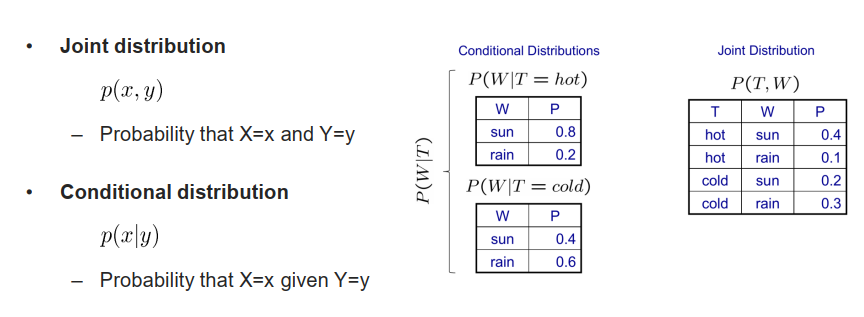 • Joint distribution
p(x, y)
– Probability that X=x and Y=y
• Conditional distribution
p(x|y)
– Probability that X=x given Y=y
P(W|T)
Conditional Distributions
P(W|T = hot)
W P
sun 0.8
rain 0.2
P(W|T = cold)
W P
sun 0.4
rain 0.6
Joint Distribution
P(T, W)
T W P
hot sun 0.4
hot rain 0.1
cold sun 0.2
cold rain 0.3